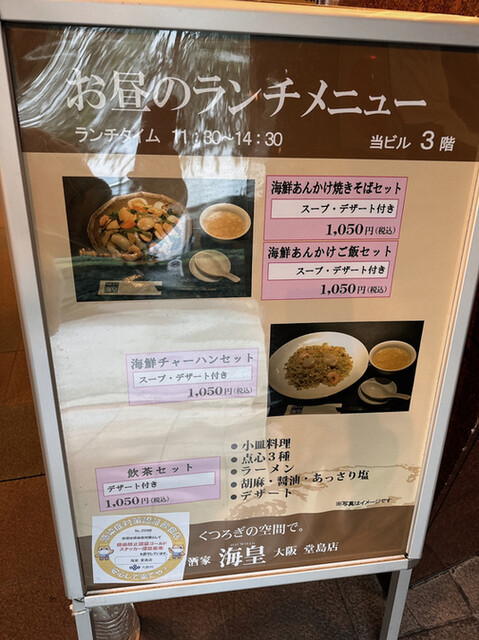 お昼のランチメニュー
ランチタイム 11:30〜14:30
当ビル 3階
海鮮あんかけ焼きそばセット
スープ・デザート付き
1,050円(税込)
海鮮あんかけご飯セット
スープ・デザート付き
1,050円(税込)
海鮮チャーハンセット
スープ・デザート付き
1,050円(税込)
飲茶セット
デザート付き
1,050円(税込)
●小皿料理
●点心3種
●ラーメン
●胡麻・醤油・あっさり塩
●デザート
※写真はイメージです
くつろぎの空間で。
酒家 海皇 大阪 堂島店